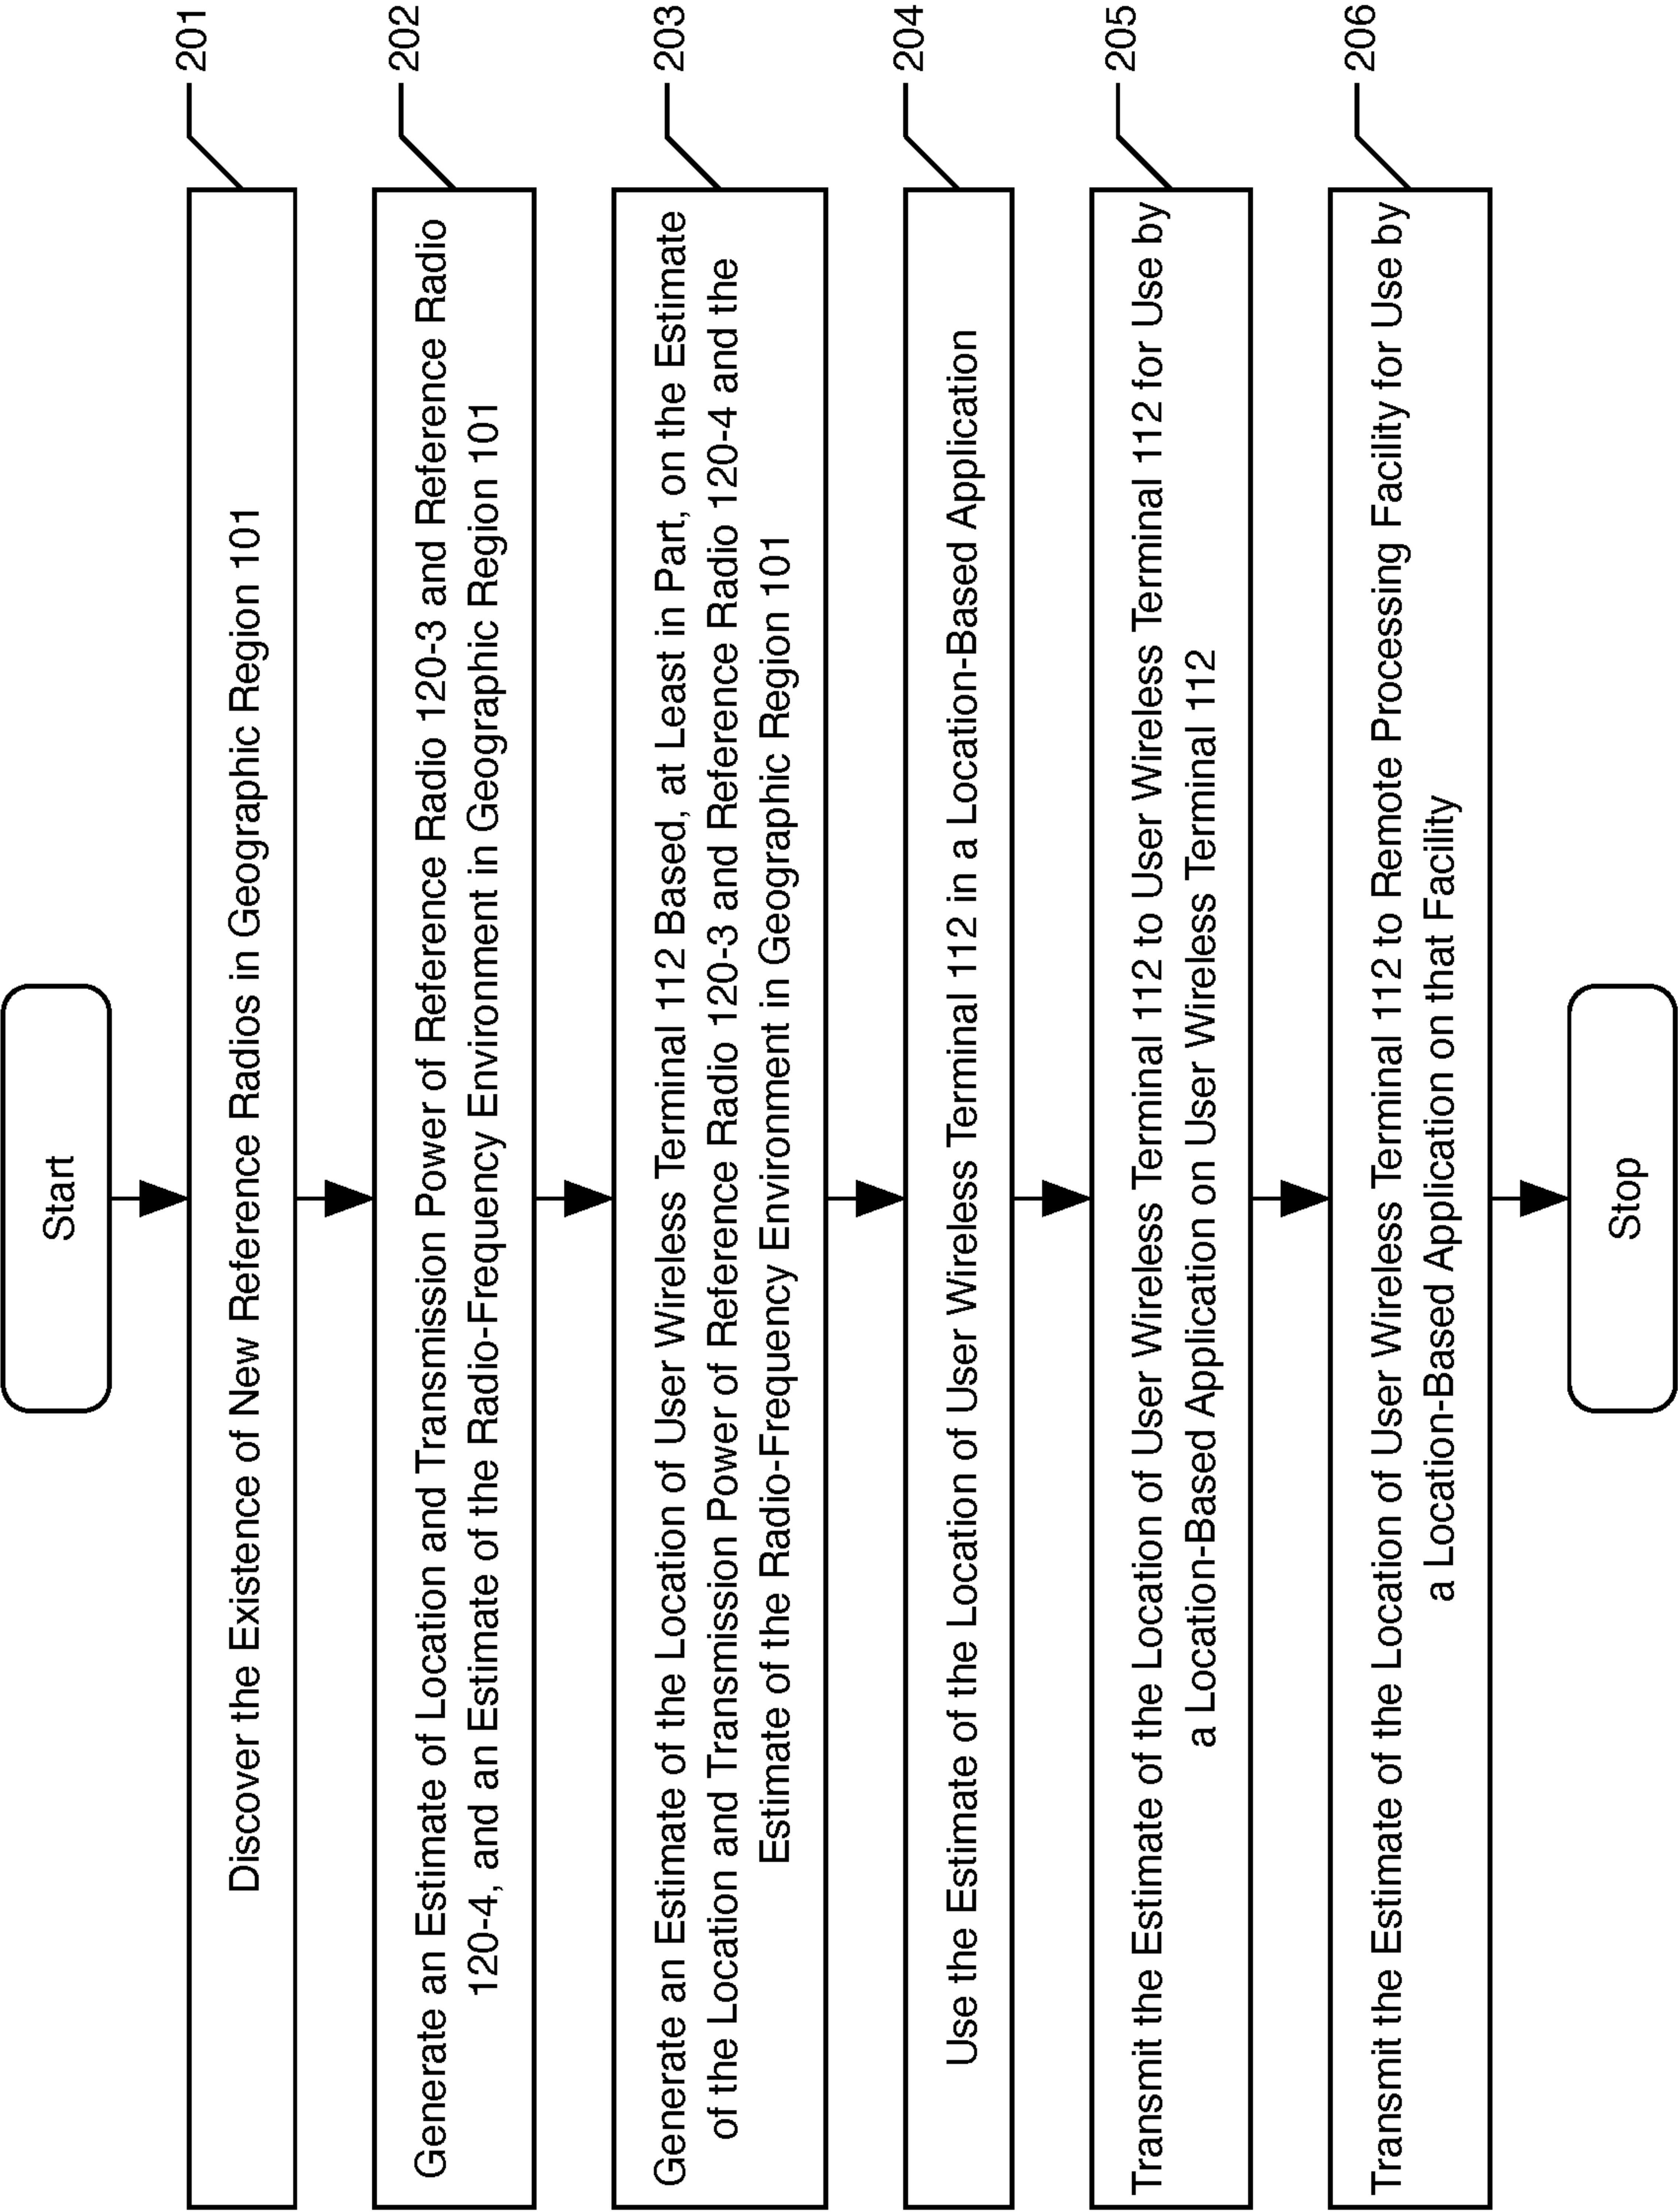 Start
201
Discover the Existence of New Reference Radios in Geographic Region 101
202
Generate an Estimate of Location and Transmission Power of Reference Radio 120-3 and Reference Radio
120-4, and an Estimate of the Radio-Frequency Environment in Geographic Region 101
203
Generate an Estimate of the Location of User Wireless Terminal 112 Based, at Least in Part, on the Estimate
of the Location and Transmission Power of Reference Radio 120-3 and Reference Radio 120-4 and the
Estimate of the Radio-Frequency Environment in Geographic Region 101
204
Use the Estimate of the Location of User Wireless Terminal 112 in a Location-Based Application
205
Transmit the Estimate of the Location of User Wireless Terminal 112 to User Wireless Terminal 112 for Use by
a Location-Based Application on User Wireless Terminal 112
206
Transmit the Estimate of the Location of User Wireless Terminal 112 to Remote Processing Facility for Use by
a Location-Based Application on that Facility
Stop